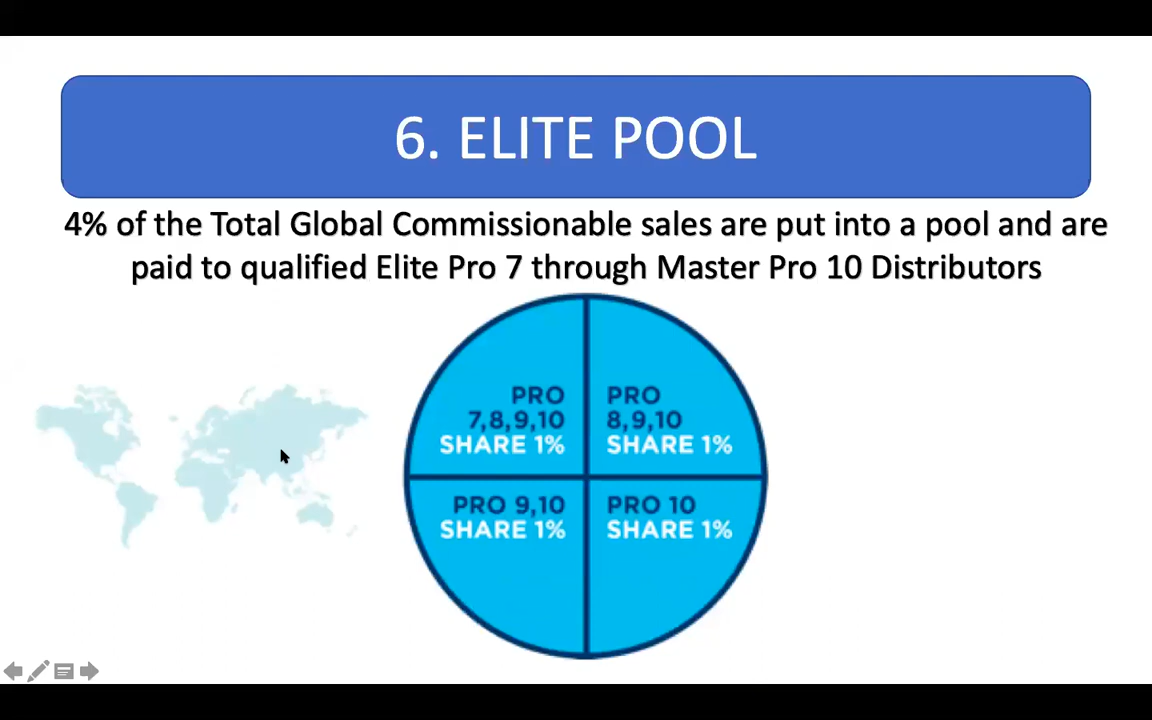 6. ELITE POOL
4% of the Total Global Commissionable sales are put into a pool and are
paid to qualified Elite Pro 7 through Master Pro 10 Distributors
PRO
7,8,9,10
SHARE 1%
PRO
8,9,10
SHARE 1%
PRO 9,10
SHARE 1%
PRO 10
SHARE 1%